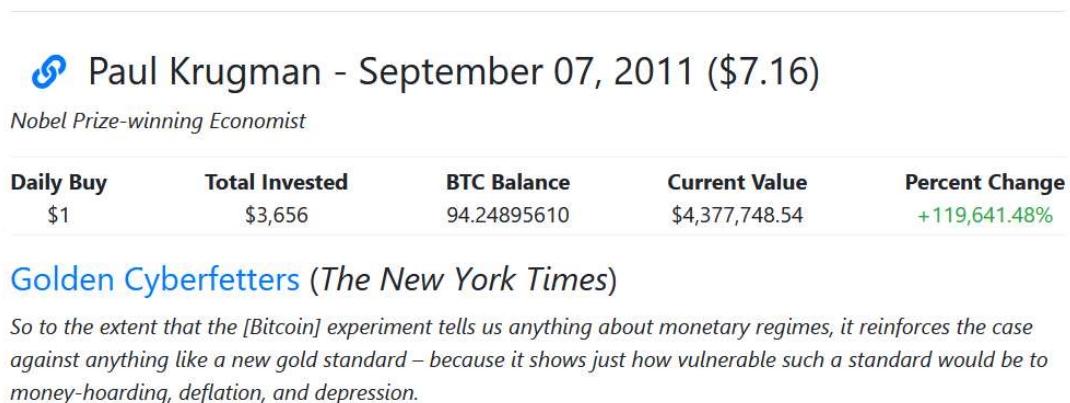 Paul Krugman - September 07, 2011 ($7.16)
Nobel Prize-winning Economist
Daily Buy Total Invested BTC Balance Current Value Percent Change
$1 $3,656 94.24895610 $4,377,748.54 +119,641.48%
Golden Cyberfetters (The New York Times)
So to the extent that the [Bitcoin] experiment tells us anything about monetary regimes, it reinforces the case
against anything like a new gold standard – because it shows just how vulnerable such a standard would be to
money-hoarding, deflation, and depression.